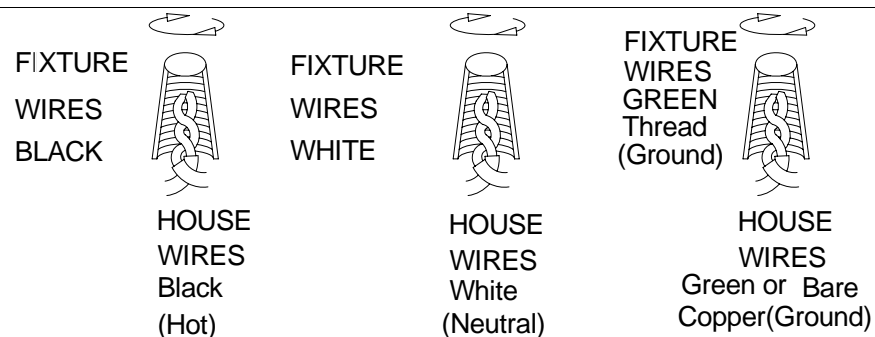 FIXTURE
WIRES
BLACK
HOUSE
WIRES
Black
(Hot)
FIXTURE
WIRES
WHITE
HOUSE
WIRES
White
(Neutral)
FIXTURE
WIRES
GREEN
Thread
(Ground)
HOUSE
WIRES
Green or Bare
Copper(Ground)